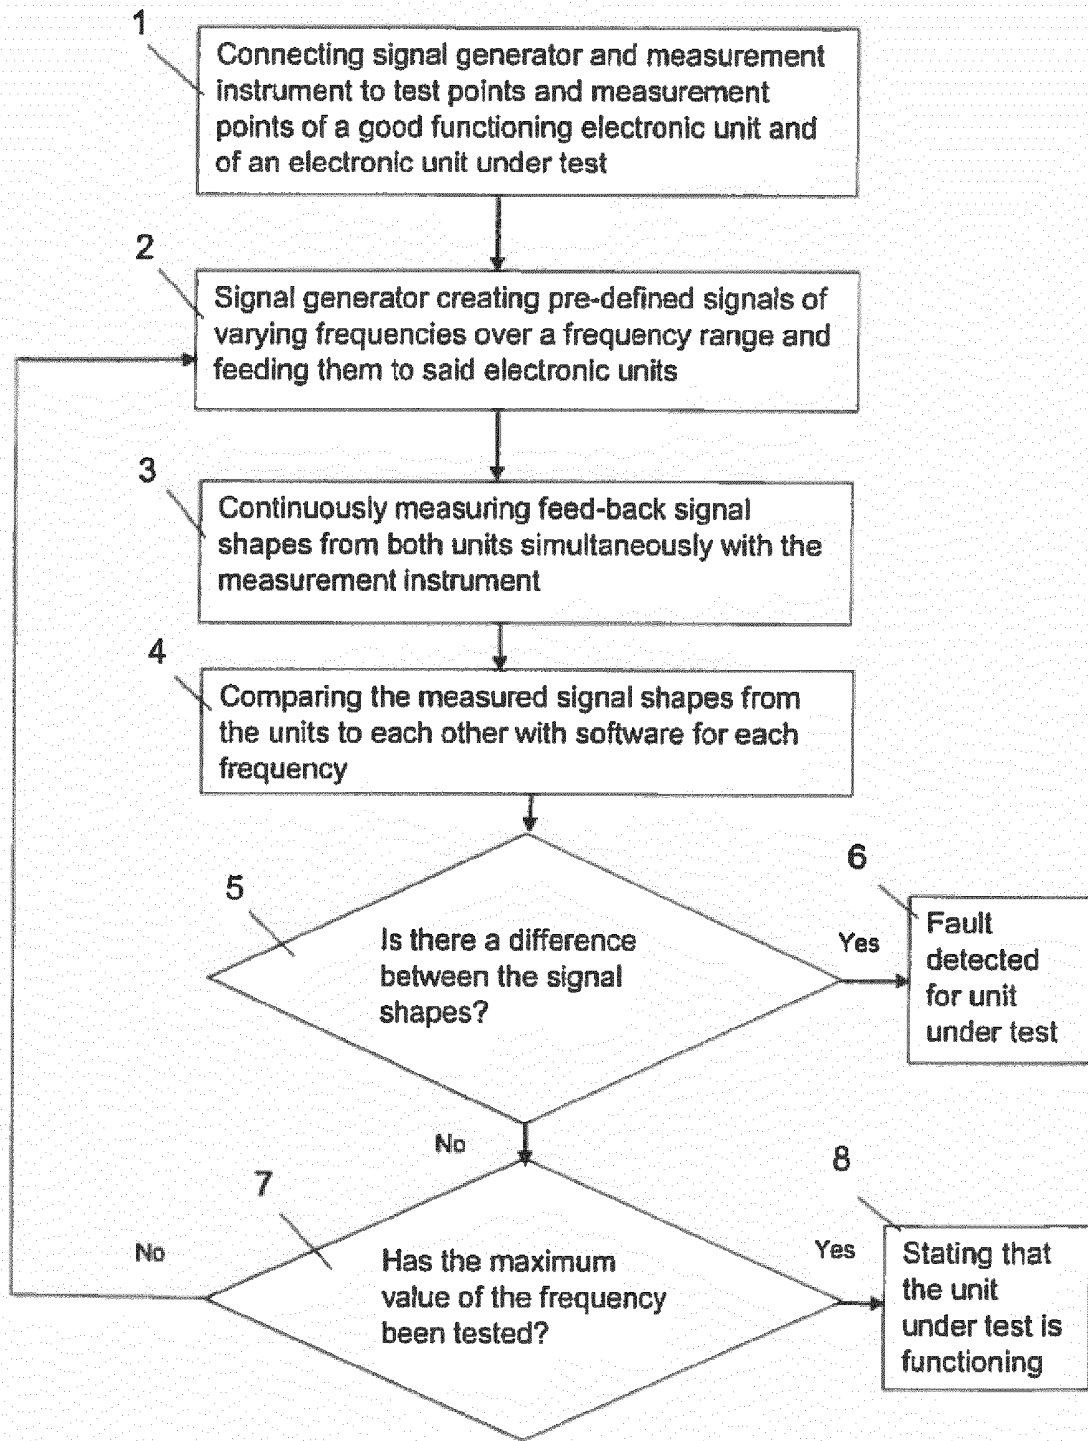 1
Connecting signal generator and measurement
instrument to test points and measurement
points of a good functioning electronic unit and
of an electronic unit under test
2
Signal generator creating pre-defined signals of
varying frequencies over a frequency range and
feeding them to said electronic units
3
Continuously measuring feed-back signal
shapes from both units simultaneously with the
measurement instrument
4
Comparing the measured signal shapes from
the units to each other with software for each
frequency
5
Is there a difference
between the signal
shapes?
Yes
6
Fault
detected
for unit
under test
No
7
Has the maximum
value of the frequency
been tested?
No
Yes
8
Stating that
the unit
under test is
functioning